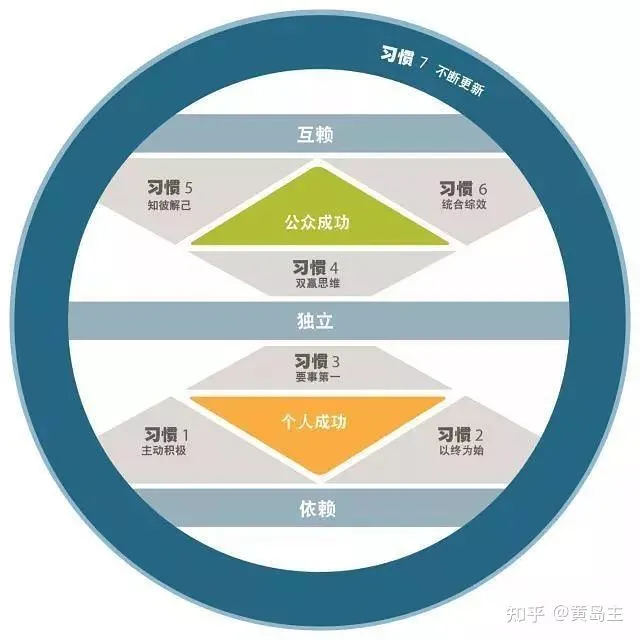 习惯 7 不断更新
互赖
习惯 5
知彼解己
习惯 6
统合综效
公众成功
习惯 4
双赢思维
独立
习惯 3
要事第一
个人成功
习惯 1
主动积极
习惯 2
以终为始
依赖
知乎 @黄岛主